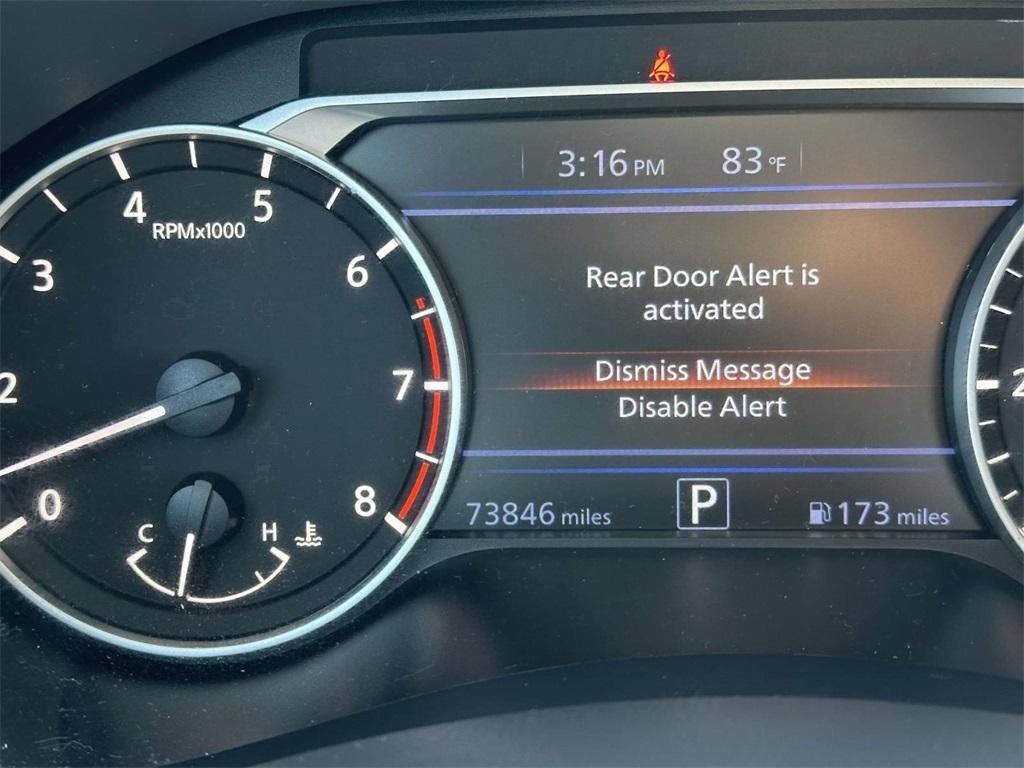 3:16 PM 83 °F
4 5
RPMx1000
3 6
Rear Door Alert is
activated
2 7
Dismiss Message
Disable Alert
0 8
C H
73846 miles P 173 miles